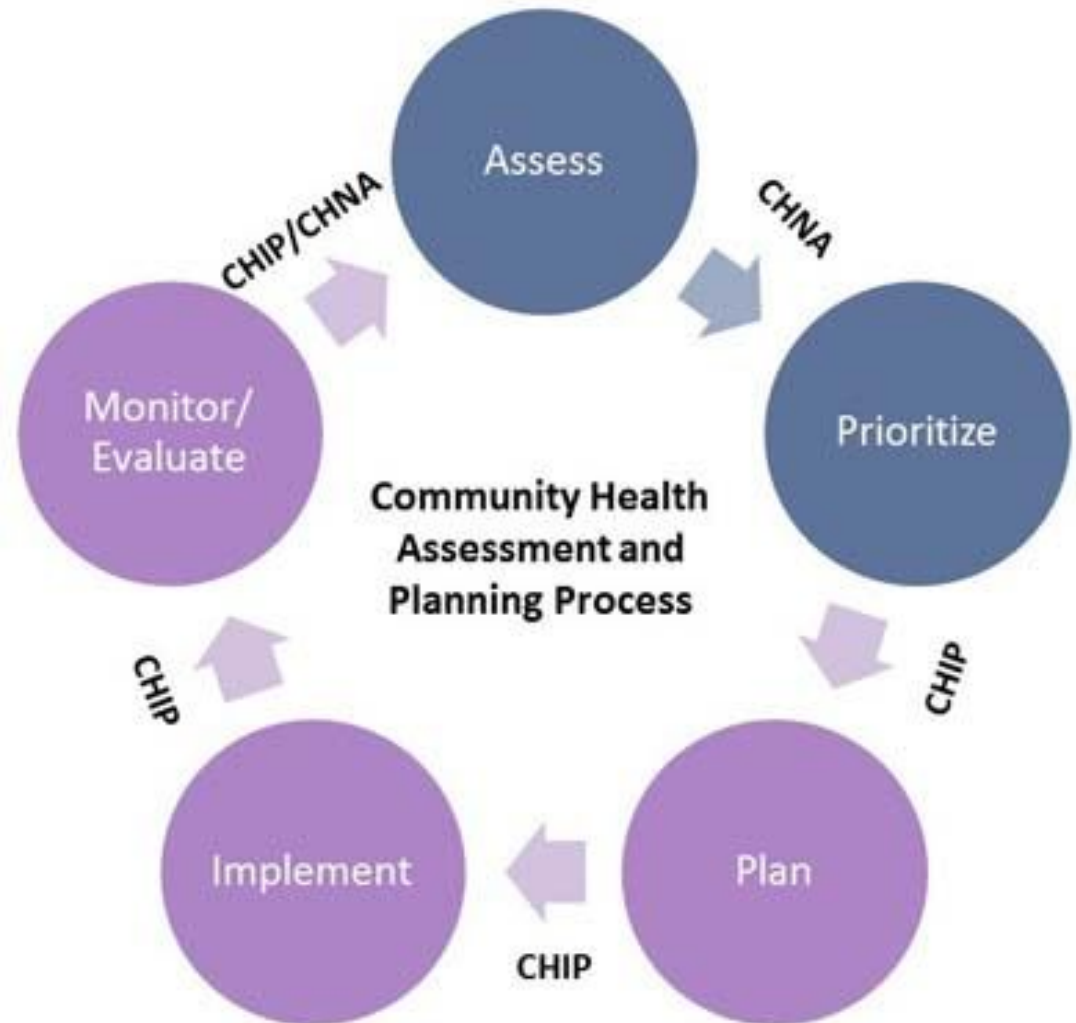 Assess
CHNA
Prioritize
CHIP
Plan
CHIP
Implement
CHIP
Monitor/
Evaluate
CHIP/CHNA
Community Health
Assessment and
Planning Process